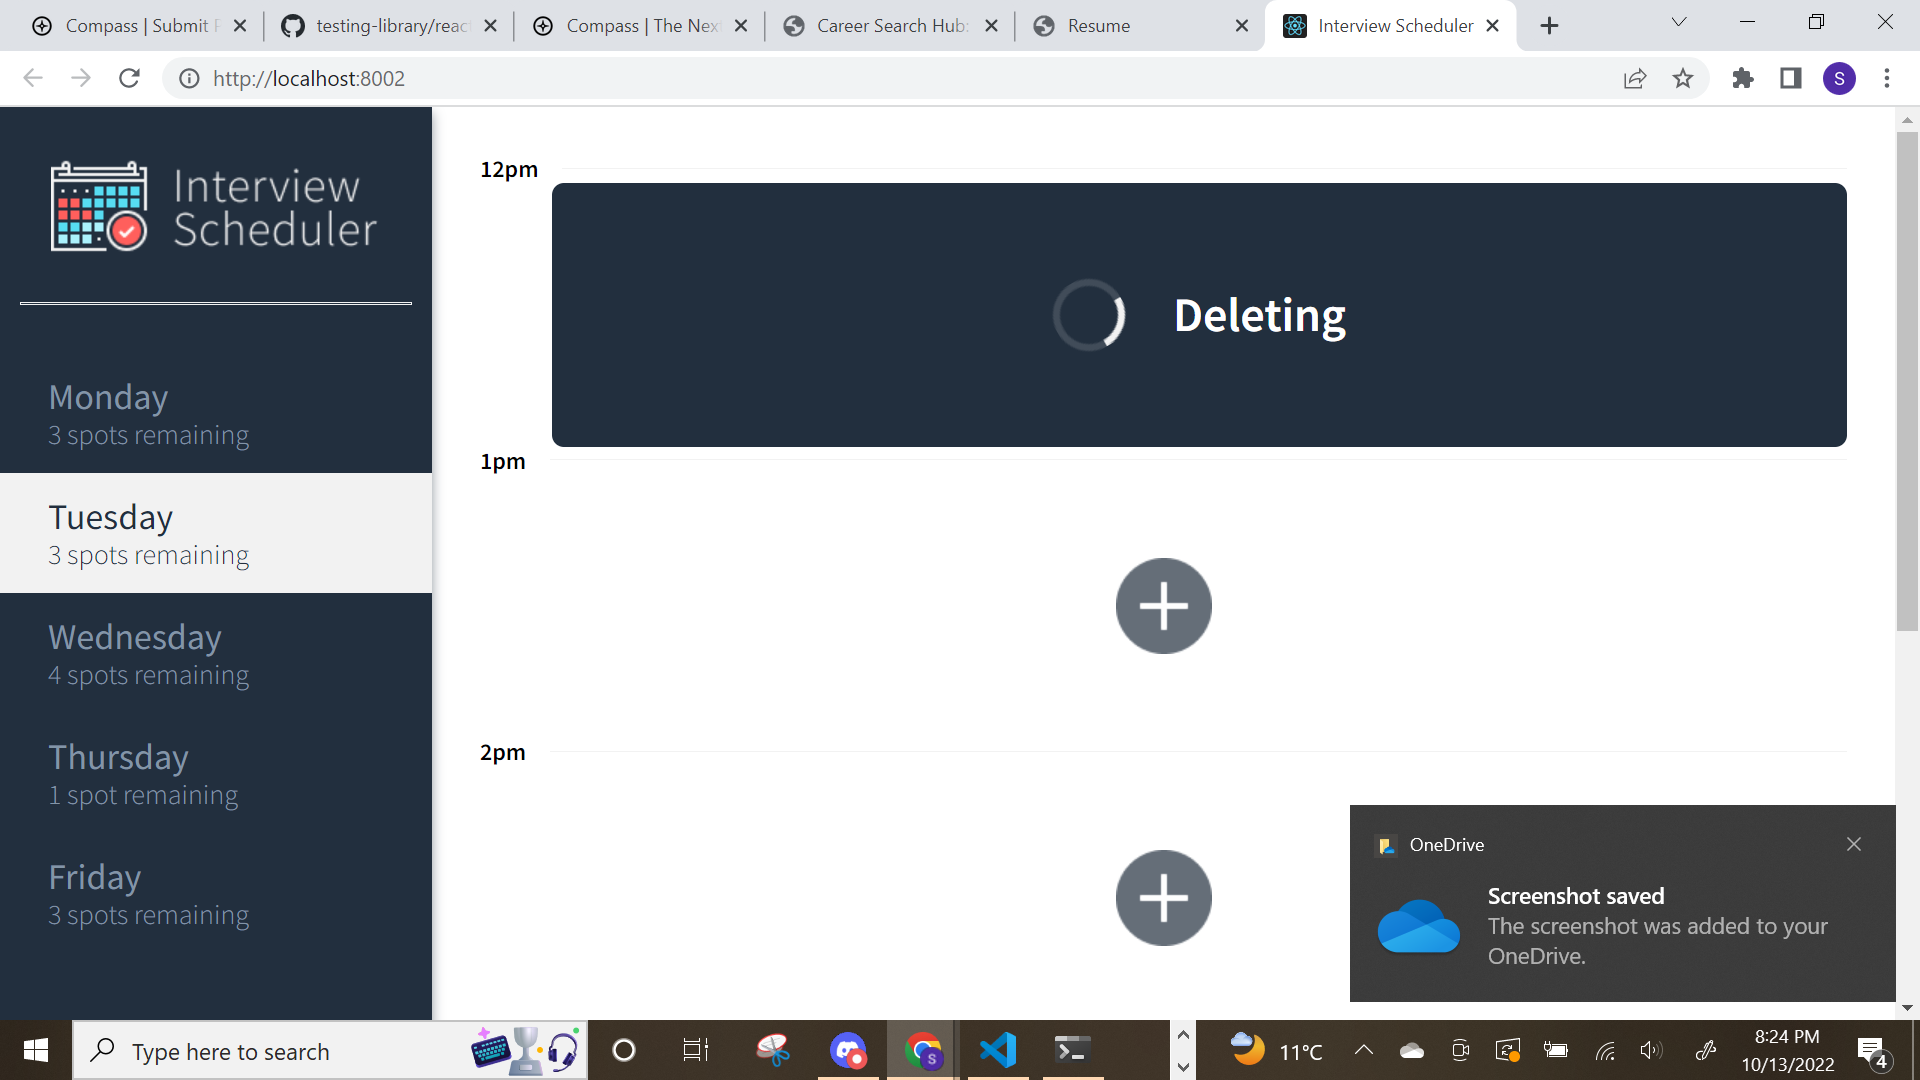 Compass | Submit P
testing-library/reac
Compass | The Nex
Career Search Hub:
Resume
Interview Scheduler
S
http://localhost:8002
Interview
Scheduler
Monday
3 spots remaining
Tuesday
3 spots remaining
Wednesday
4 spots remaining
Thursday
1 spot remaining
Friday
3 spots remaining
12pm
Deleting
1pm
2pm
OneDrive
Screenshot saved
The screenshot was added to your
OneDrive.
Type here to search
S
11°C
8:24 PM
10/13/2022
4